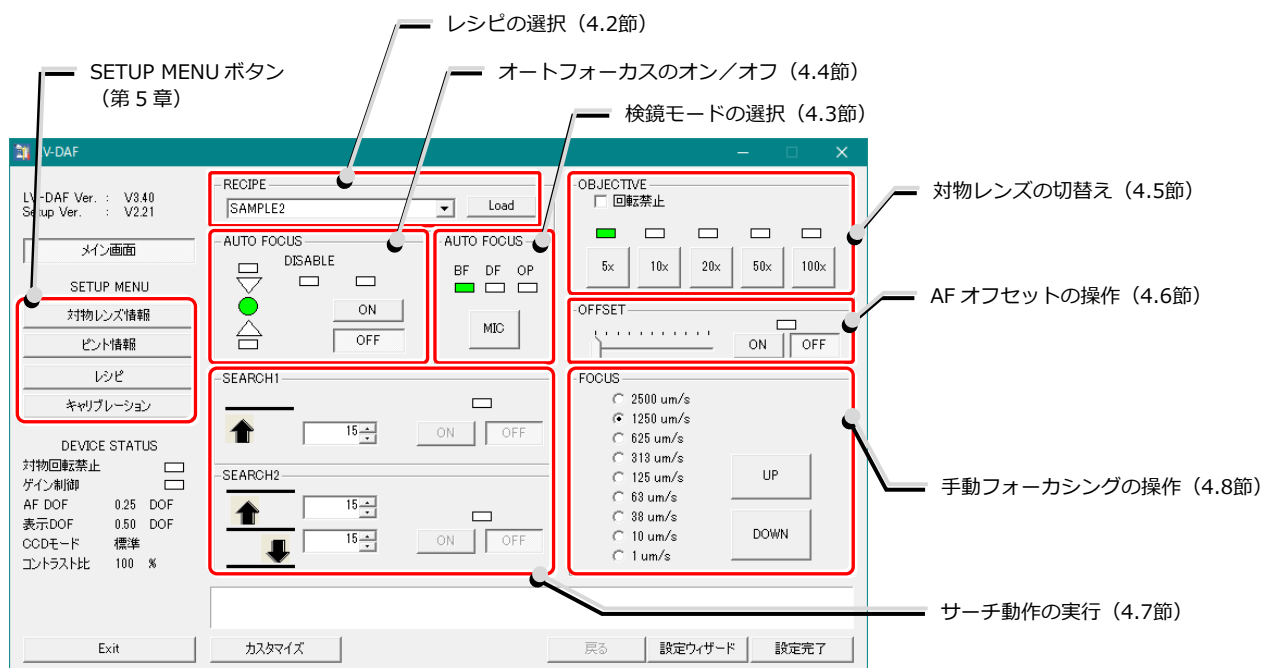 レシピの選択（4.2節）
SETUP MENU ボタン
（第 5 章）
オートフォーカスのオン／オフ（4.4節）
検鏡モードの選択（4.3節）
V-DAF
LV-DAF Ver. : V3.40
Setup Ver. : V2.21
メイン画面
SETUP MENU
対物レンズ情報
ピント情報
レシピ
キャリブレーション
DEVICE STATUS
対物回転禁止
ゲイン制御
AF DOF 0.25 DOF
表示DOF 0.50 DOF
CCDモード 標準
コントラスト比 100 %
Exit
RECIPE
SAMPLE2
Load
AUTO FOCUS
DISABLE
ON
OFF
AUTO FOCUS
BF DF OP
MIC
SEARCH1
15
ON OFF
SEARCH2
15
15
ON OFF
カスタマイズ
OBJECTIVE
回転禁止
5x 10x 20x 50x 100x
OFFSET
ON OFF
FOCUS
2500 um/s
1250 um/s
625 um/s
313 um/s
125 um/s
63 um/s
38 um/s
10 um/s
1 um/s
UP
DOWN
戻る 設定ウィザード 設定完了
対物レンズの切替え（4.5節）
AF オフセットの操作（4.6節）
手動フォーカシングの操作（4.8節）
サーチ動作の実行（4.7節）